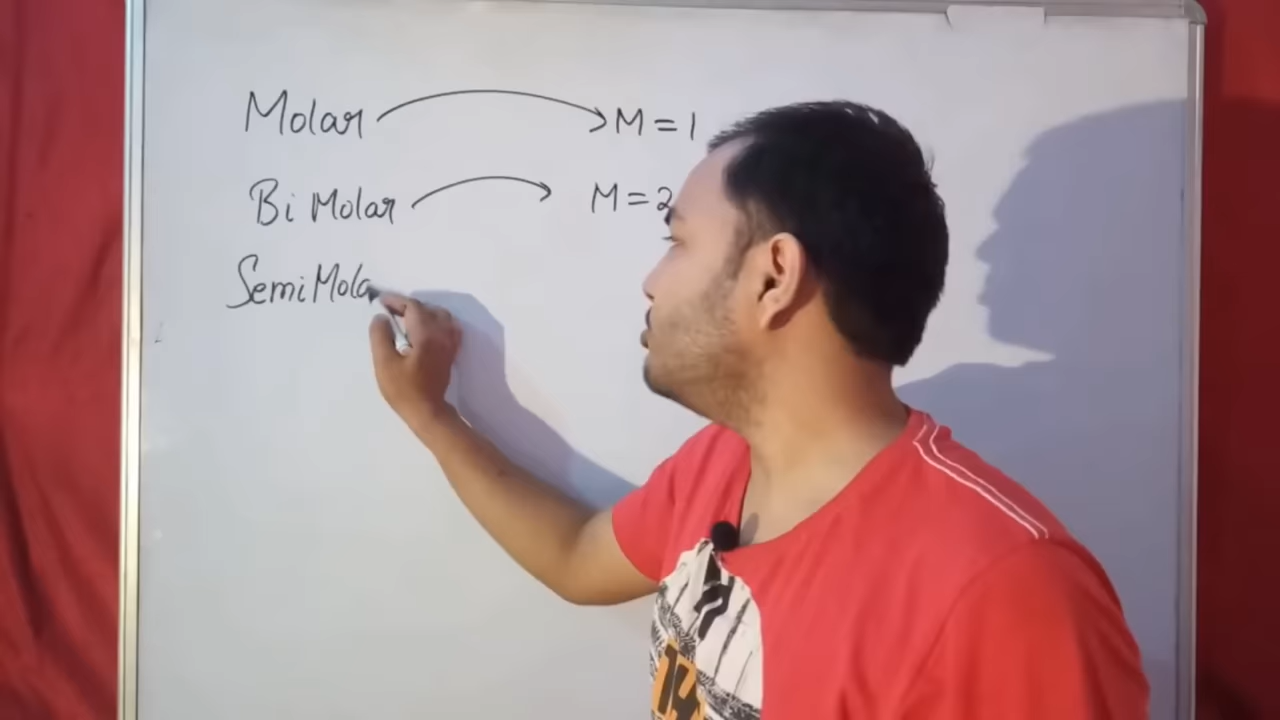 Molar → M = 1
Bi Molar → M = 2
Semi Mola